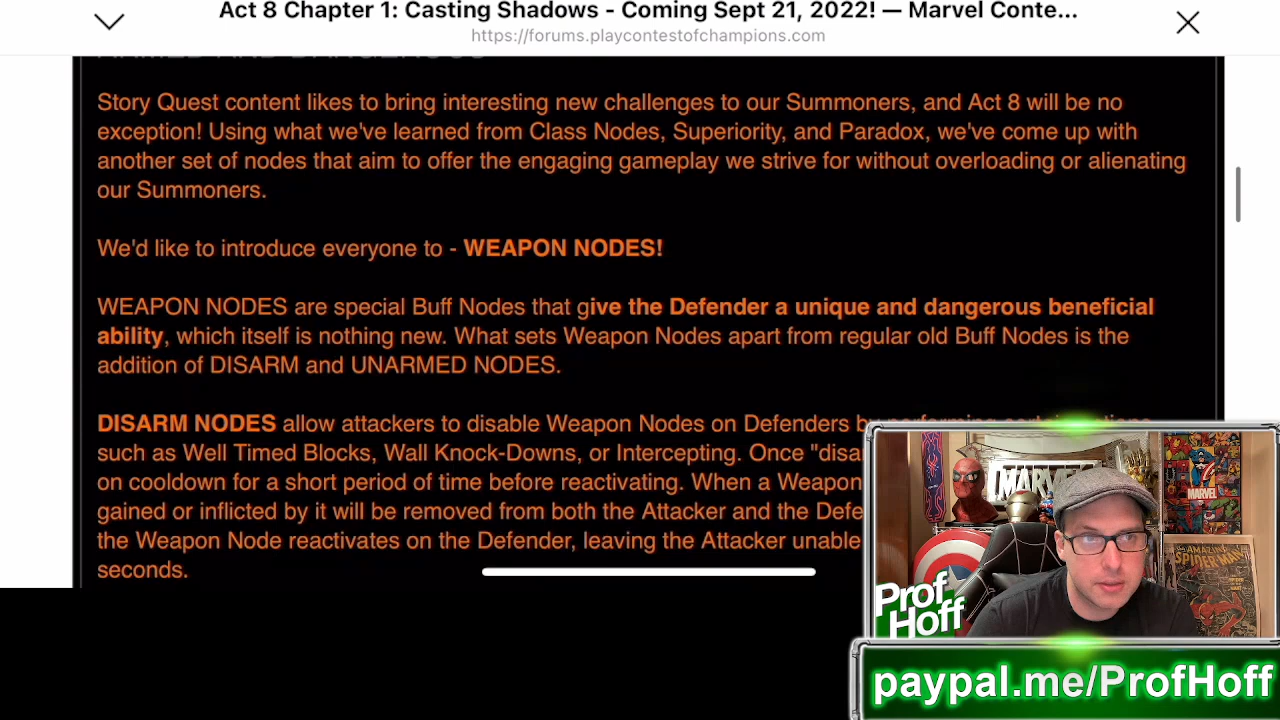 Act 8 Chapter 1: Casting Shadows - Coming Sept 21, 2022! — Marvel Conte...
https://forums.playcontestofchampions.com
Story Quest content likes to bring interesting new challenges to our Summoners, and Act 8 will be no
exception! Using what we've learned from Class Nodes, Superiority, and Paradox, we've come up with
another set of nodes that aim to offer the engaging gameplay we strive for without overloading or alienating
our Summoners.
We'd like to introduce everyone to - WEAPON NODES!
WEAPON NODES are special Buff Nodes that give the Defender a unique and dangerous beneficial
ability, which itself is nothing new. What sets Weapon Nodes apart from regular old Buff Nodes is the
addition of DISARM and UNARMED NODES.
DISARM NODES allow attackers to disable Weapon Nodes on Defenders
such as Well Timed Blocks, Wall Knock-Downs, or Intercepting. Once
on cooldown for a short period of time before reactivating. When a Weapon
gained or inflicted by it will be removed from both the Attacker and the
the Weapon Node reactivates on the Defender, leaving the Attacker unable
seconds.
MARVEL
Prof
Hoff
paypal.me/ProfHoff